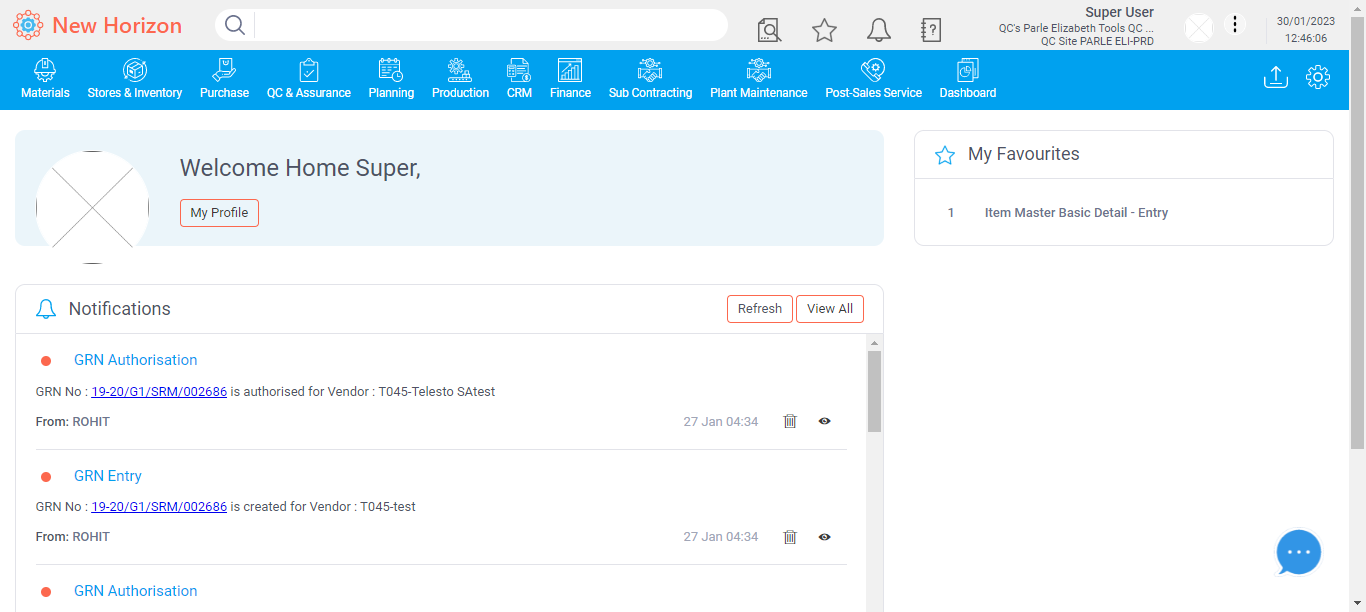 New Horizon
Super User
QC's Parle Elizabeth Tools QC ...
QC Site PARLE ELI-PRD
30/01/2023
12:46:06
Materials
Stores & Inventory
Purchase
QC & Assurance
Planning
Production
CRM
Finance
Sub Contracting
Plant Maintenance
Post-Sales Service
Dashboard
Welcome Home Super,
My Profile
My Favourites
1 Item Master Basic Detail - Entry
Notifications
Refresh
View All
GRN Authorisation
GRN No : 19-20/G1/SRM/002686 is authorised for Vendor : T045-Telesto SAtest
From: ROHIT 27 Jan 04:34
GRN Entry
GRN No : 19-20/G1/SRM/002686 is created for Vendor : T045-test
From: ROHIT 27 Jan 04:34
GRN Authorisation